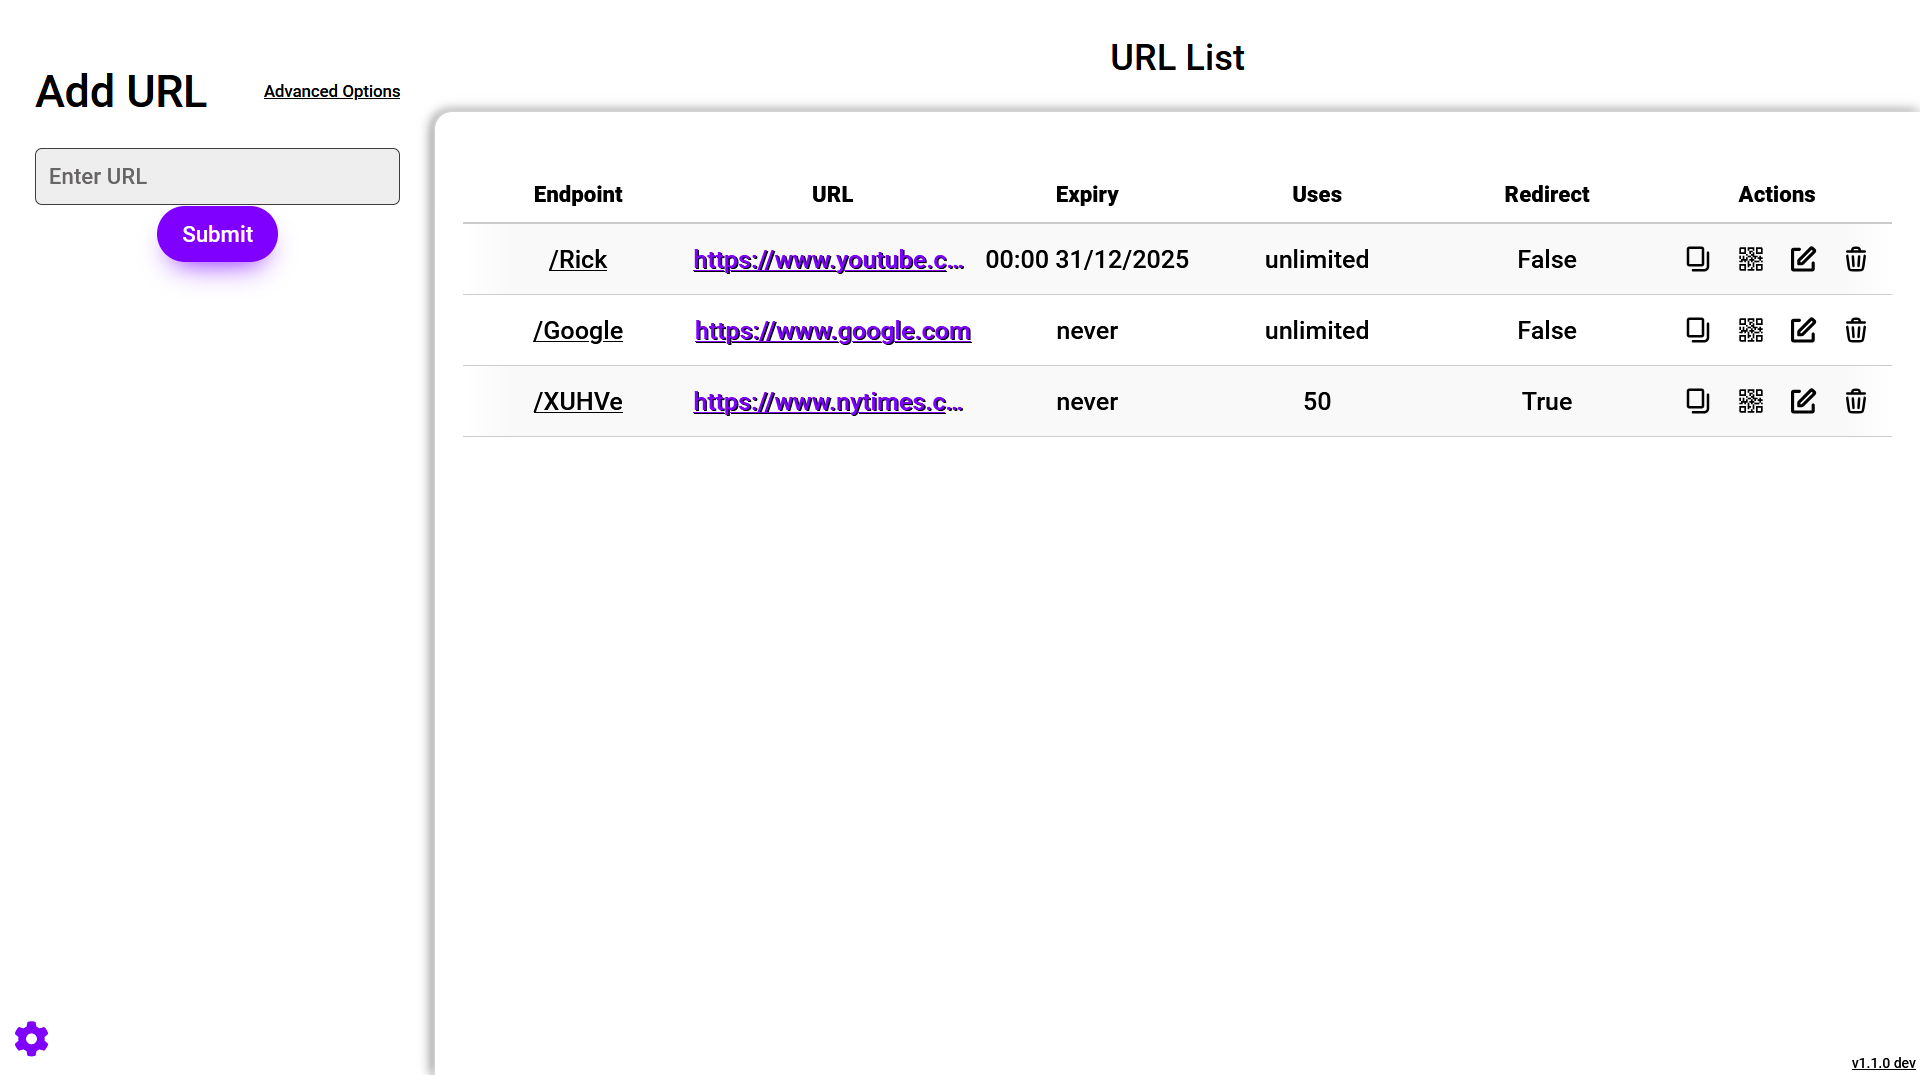 URL List
Add URL
Advanced Options
Enter URL
Submit
Endpoint URL Expiry Uses Redirect Actions
/Rick https://www.youtube.c... 00:00 31/12/2025 unlimited False
/Google https://www.google.com never unlimited False
/XUHVe https://www.nytimes.c... never 50 True
v1.1.0 dev